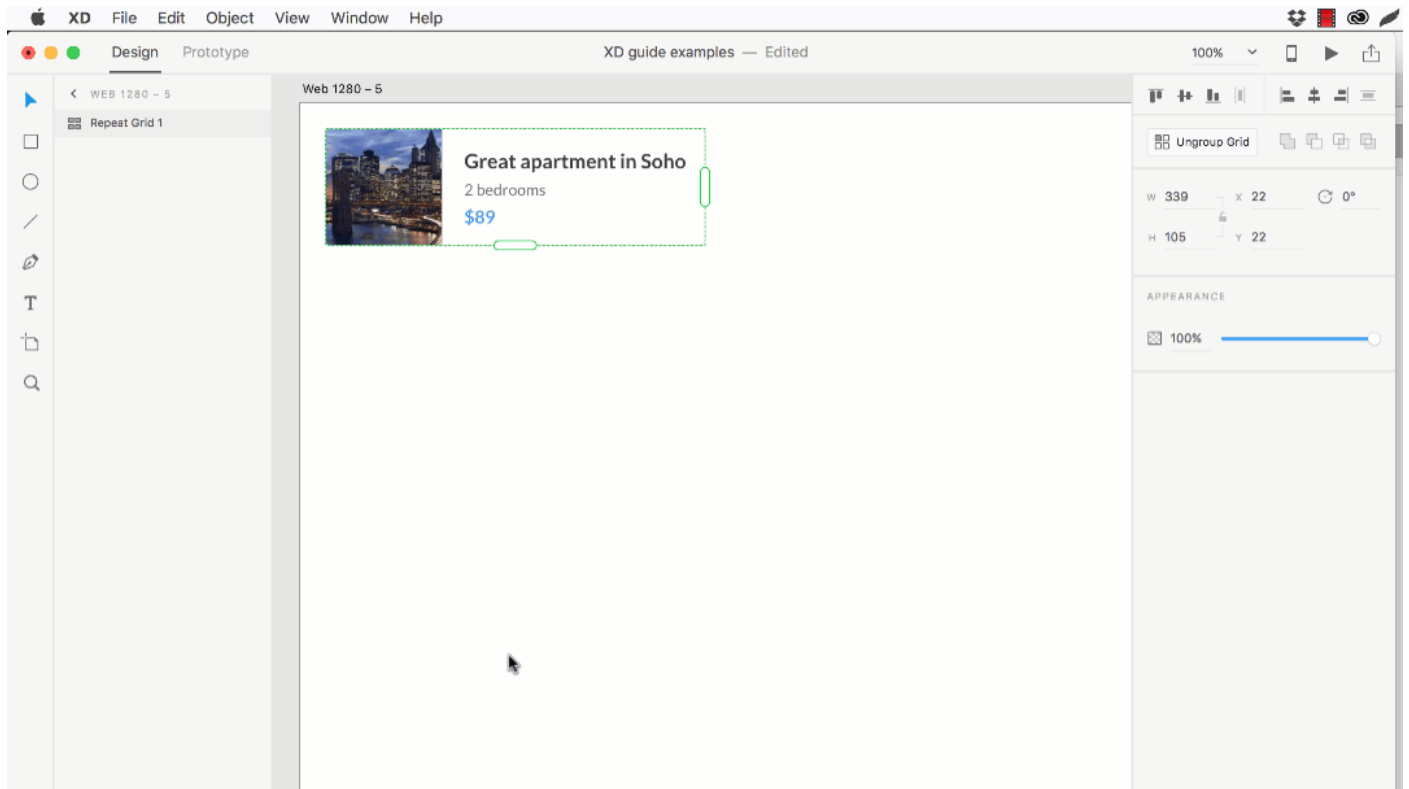 XD File Edit Object View Window Help
Design Prototype XD guide examples — Edited 100%
WEB 1280 – 5
Repeat Grid 1
T
Web 1280 – 5
Great apartment in Soho
2 bedrooms
$89
Ungroup Grid
W 339 X 22 0°
H 105 Y 22
APPEARANCE
100%